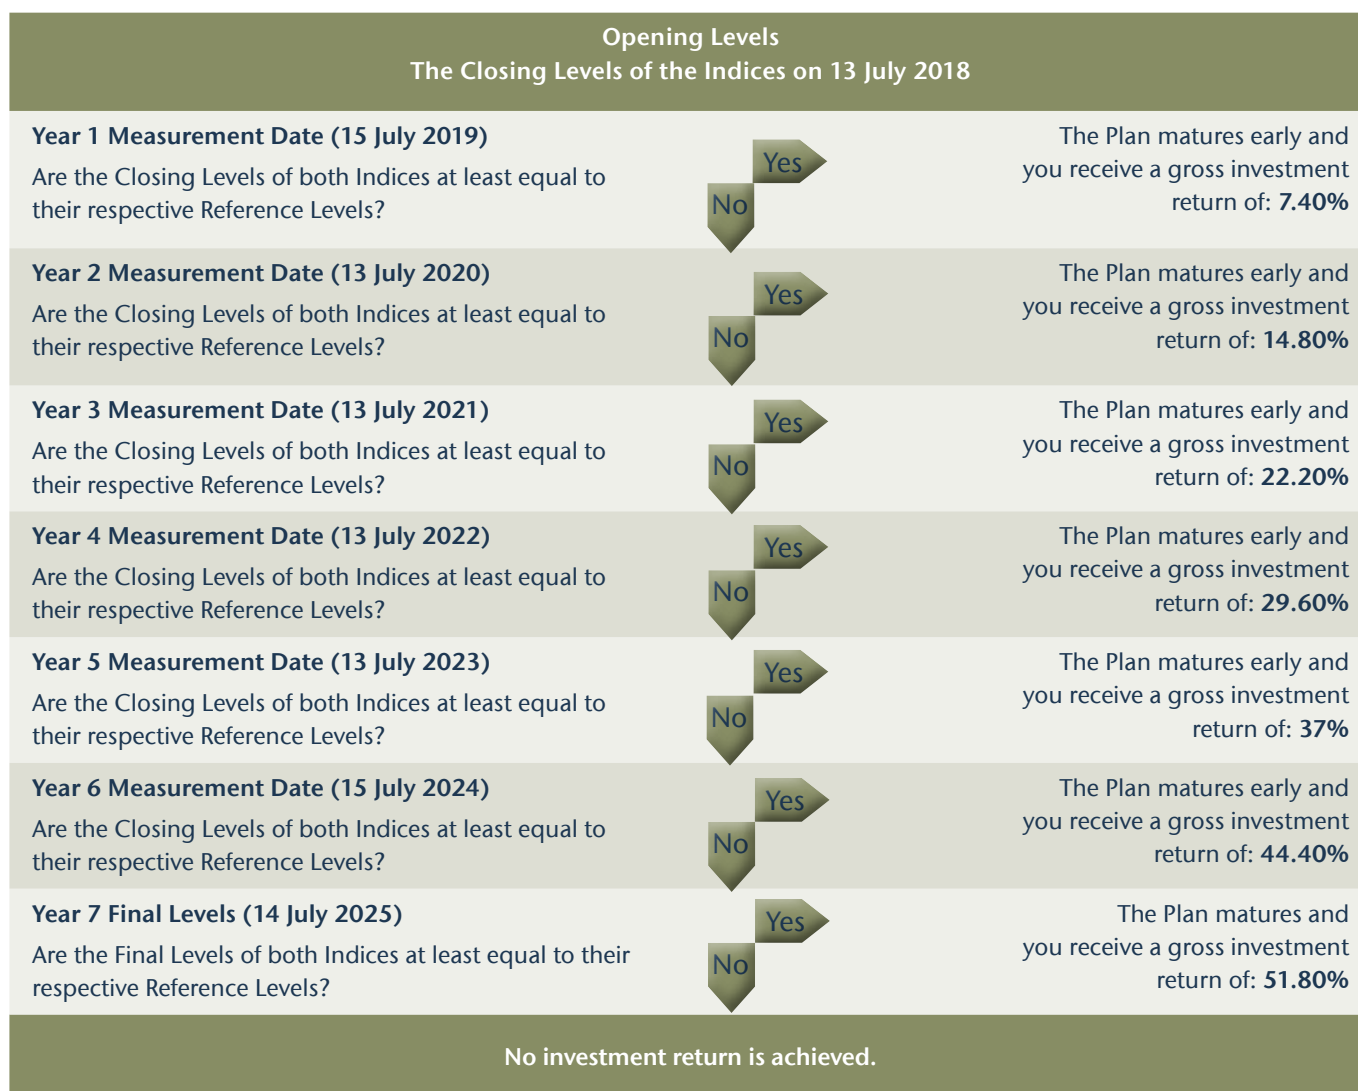 Opening Levels
The Closing Levels of the Indices on 13 July 2018
Year 1 Measurement Date (15 July 2019)
Are the Closing Levels of both Indices at least equal to
their respective Reference Levels?
Yes
No
The Plan matures early and
you receive a gross investment
return of: 7.40%
Year 2 Measurement Date (13 July 2020)
Are the Closing Levels of both Indices at least equal to
their respective Reference Levels?
Yes
No
The Plan matures early and
you receive a gross investment
return of: 14.80%
Year 3 Measurement Date (13 July 2021)
Are the Closing Levels of both Indices at least equal to
their respective Reference Levels?
Yes
No
The Plan matures early and
you receive a gross investment
return of: 22.20%
Year 4 Measurement Date (13 July 2022)
Are the Closing Levels of both Indices at least equal to
their respective Reference Levels?
Yes
No
The Plan matures early and
you receive a gross investment
return of: 29.60%
Year 5 Measurement Date (13 July 2023)
Are the Closing Levels of both Indices at least equal to
their respective Reference Levels?
Yes
No
The Plan matures early and
you receive a gross investment
return of: 37%
Year 6 Measurement Date (15 July 2024)
Are the Closing Levels of both Indices at least equal to
their respective Reference Levels?
Yes
No
The Plan matures early and
you receive a gross investment
return of: 44.40%
Year 7 Final Levels (14 July 2025)
Are the Final Levels of both Indices at least equal to their
respective Reference Levels?
Yes
No
The Plan matures and
you receive a gross investment
return of: 51.80%
No investment return is achieved.